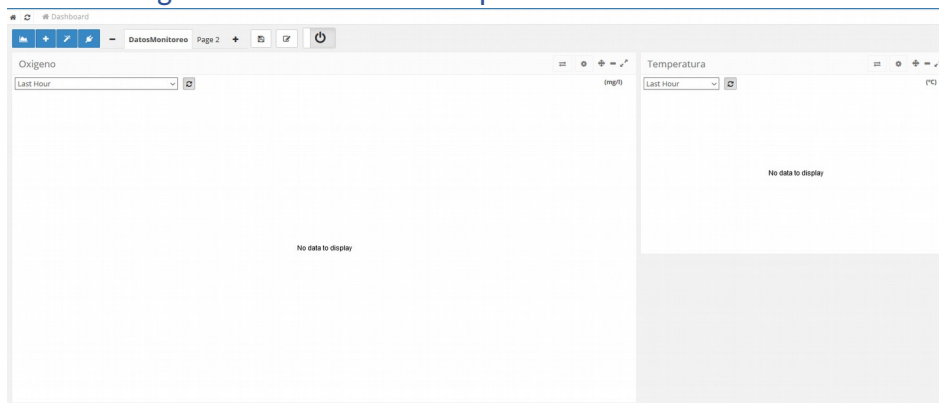 Dashboard
DatosMonitoreo Page 2
Oxigeno
Last Hour
(mg/l)
No data to display
Temperatura
Last Hour
(°C)
No data to display